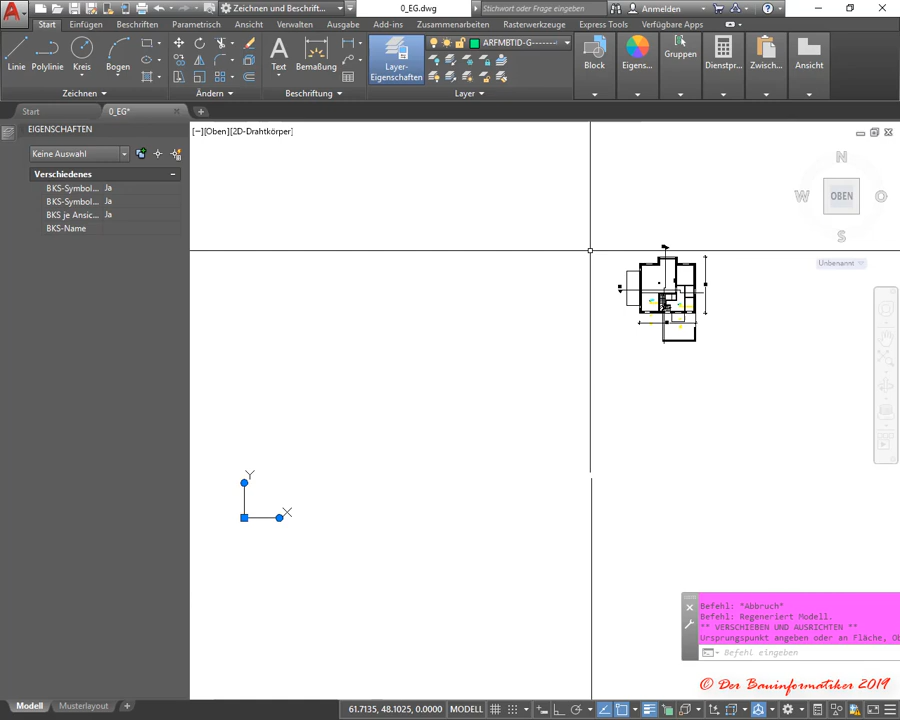 A Zeichnen und Beschrift... 0_EG.dwg Stichwort oder Frase eingeben Anmelden ?
Start Einfügen Beschriften Parametrisch Ansicht Verwalten Ausgabe Add-ins Zusammenarbeiten Rasterwerkzeuge Express Tools Verfügbare Apps
Linie Polylinie Kreis Bogen A Text Bemaßung Layer-Eigenschaften ARFMBTID-G------- Block Eigens... Gruppen Dienstpr... Zwisch... Ansicht
Zeichnen Ändern Beschriftung Layer
Start 0_EG* +
EIGENSCHAFTEN
[−][Oben][2D-Drahtkörper]
Keine Auswahl
Verschiedenes
BKS-Symbol... Ja
BKS-Symbol... Ja
BKS je Ansic... Ja
BKS-Name
N
W OBEN O
S
Unbenannt
Y
X
Befehl: *Abbruch*
Befehl: Regeneriert Modell.
** VERSCHIEBEN UND AUSRICHTEN **
Ursprungspunkt angeben oder an Fläche, Ob
Befehl eingeben
© Der Bauinformatiker 2019
Modell Musterlayout + 61.7135, 48.1025, 0.0000 MODELL